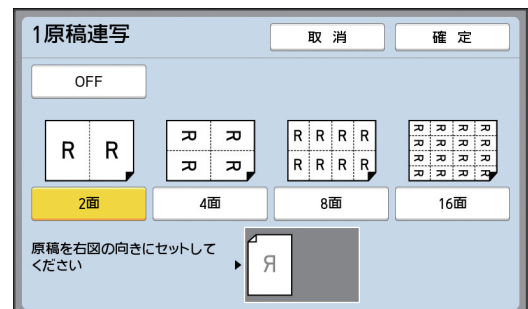 1原稿連写
取 消
確 定
OFF
R R
R R
R R
R R R R
R R R R
R R R R
R R R R
R R R R
R R R R
2面
4面
8面
16面
原稿を右図の向きにセットして
ください
R